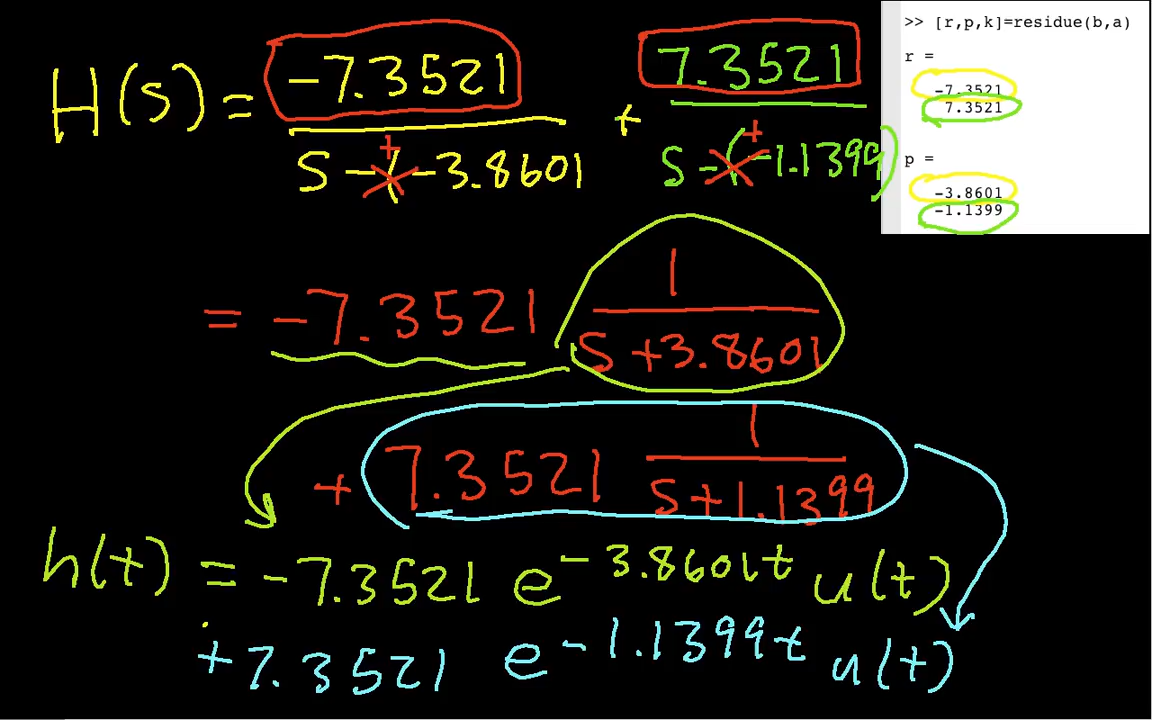 >> [r,p,k]=residue(b,a)
r =
-7.3521
7.3521
p =
-3.8601
-1.1399
H(s) = -7.3521 / s-(-3.8601 + 7.3521 / s-(-1.1399)
+ +
= -7.3521 1 / s+3.8601
+ 7.3521 1 / s+1.1399
h(t) = -7.3521 e^-3.8601t u(t)
+7.3521 e^-1.1399t u(t)